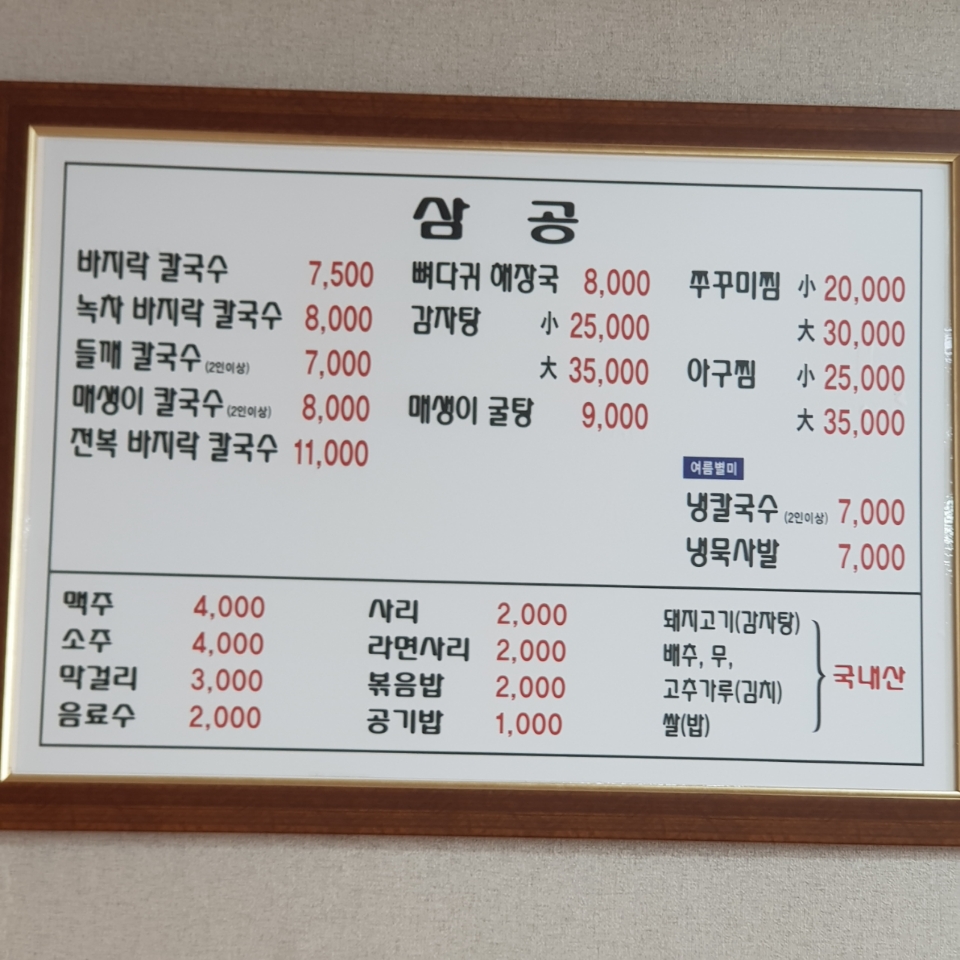 삼 공
바지락 칼국수 7,500
녹차 바지락 칼국수 8,000
들깨 칼국수 (2인이상) 7,000
매생이 칼국수 (2인이상) 8,000
전복 바지락 칼국수 11,000
뼈다귀 해장국 8,000
감자탕 小 25,000
大 35,000
매생이 굴탕 9,000
쭈꾸미찜 小 20,000
大 30,000
아구찜 小 25,000
大 35,000
여름별미
냉칼국수 (2인이상) 7,000
냉묵사발 7,000
맥주 4,000
소주 4,000
막걸리 3,000
음료수 2,000
사리 2,000
라면사리 2,000
볶음밥 2,000
공기밥 1,000
돼지고기(감자탕)
배추, 무,
고추가루(김치)
쌀(밥)
국내산